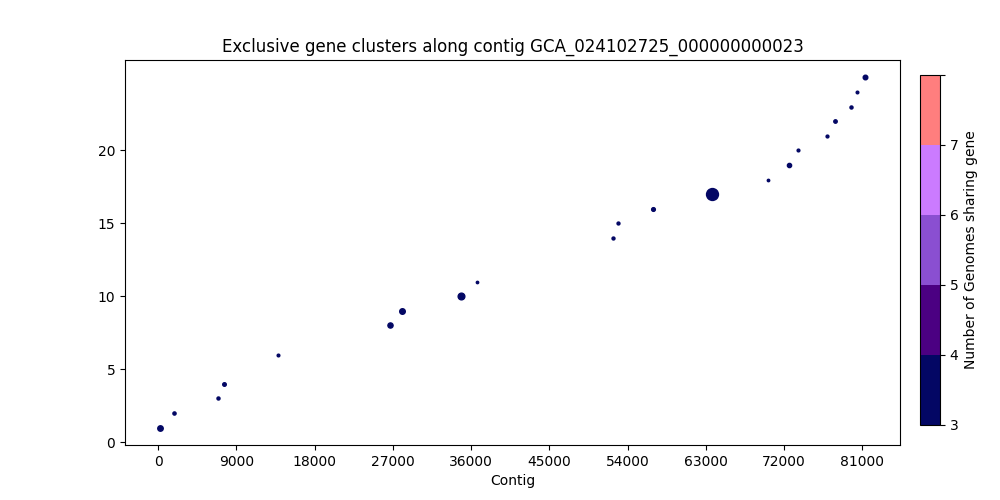 Exclusive gene clusters along contig GCA_024102725_000000000023
20
15
10
5
0
0 9000 18000 27000 36000 45000 54000 63000 72000 81000
Contig
7
6
5
4
3
Number of Genomes sharing gene